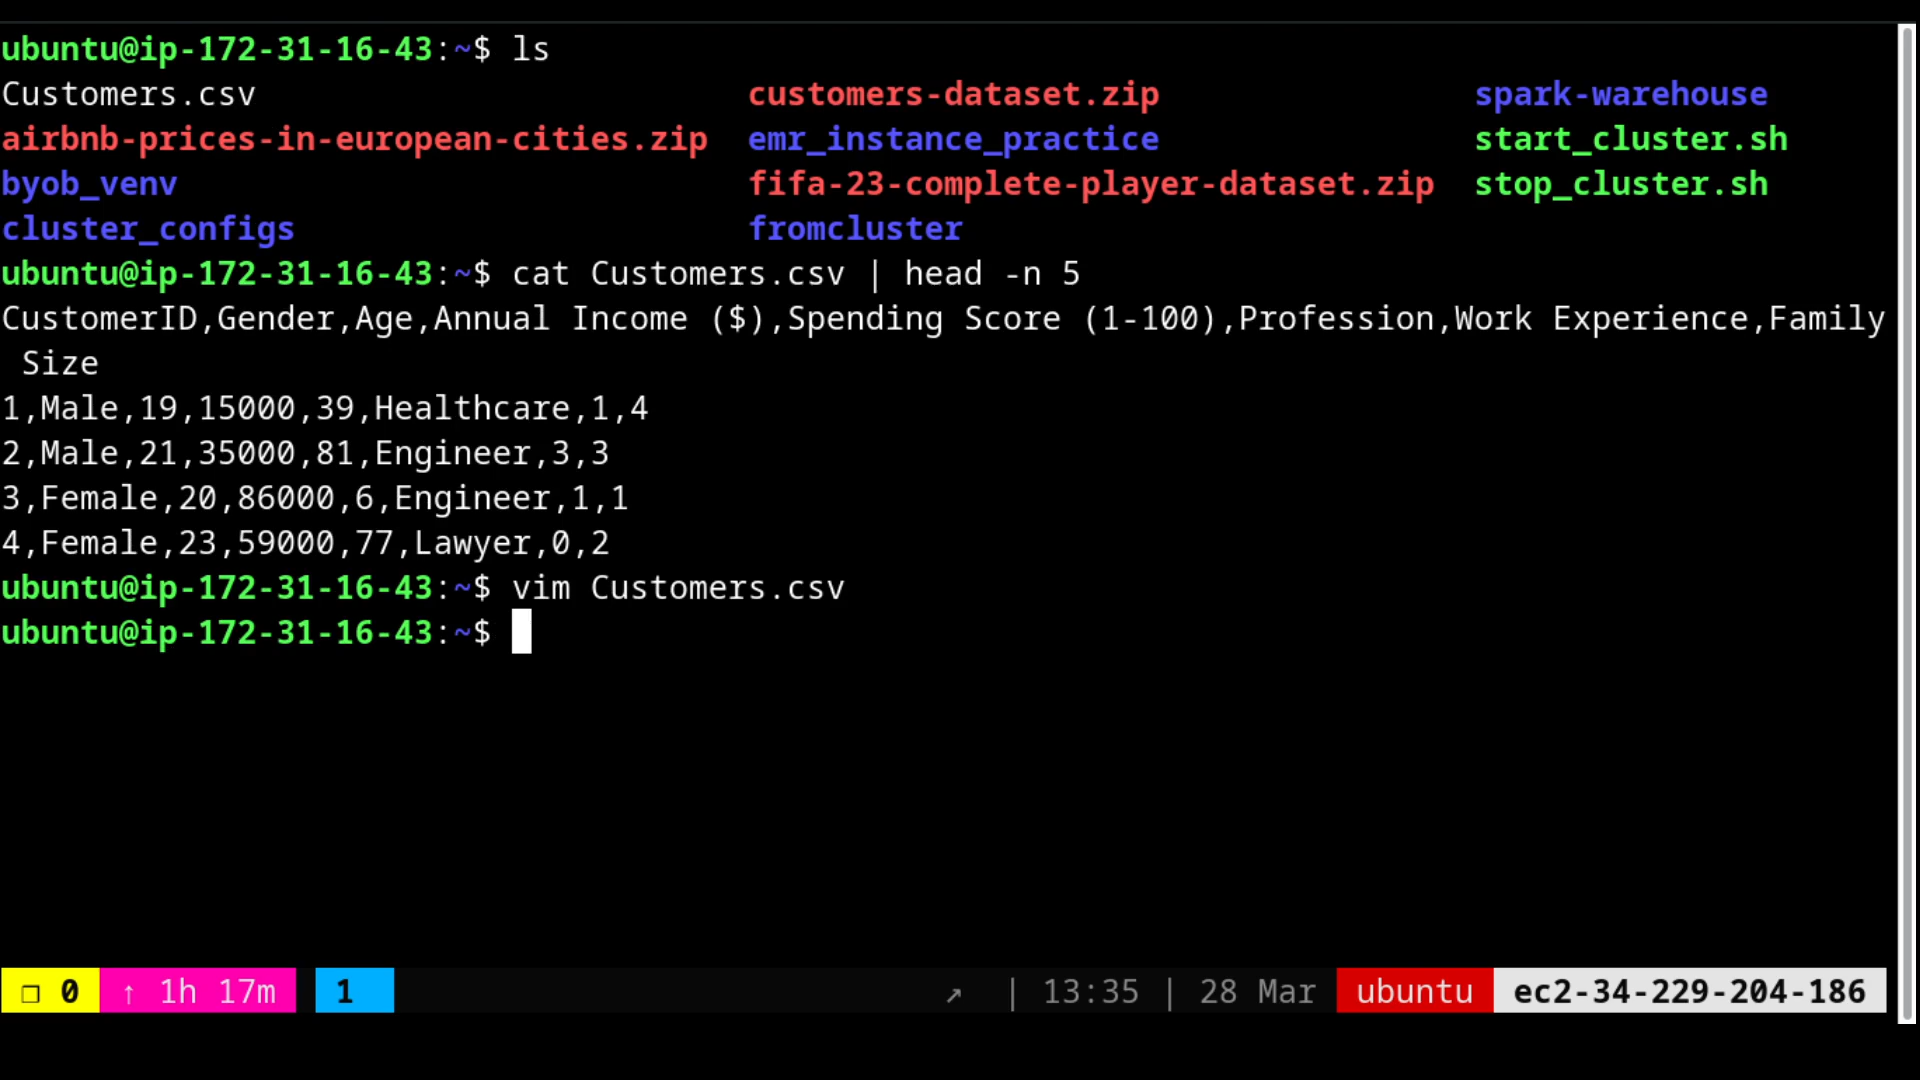 ubuntu@ip-172-31-16-43:~$ ls
Customers.csv customers-dataset.zip spark-warehouse
airbnb-prices-in-european-cities.zip emr_instance_practice start_cluster.sh
byob_venv fifa-23-complete-player-dataset.zip stop_cluster.sh
cluster_configs fromcluster
ubuntu@ip-172-31-16-43:~$ cat Customers.csv | head -n 5
CustomerID,Gender,Age,Annual Income ($),Spending Score (1-100),Profession,Work Experience,Family
Size
1,Male,19,15000,39,Healthcare,1,4
2,Male,21,35000,81,Engineer,3,3
3,Female,20,86000,6,Engineer,1,1
4,Female,23,59000,77,Lawyer,0,2
ubuntu@ip-172-31-16-43:~$ vim Customers.csv
ubuntu@ip-172-31-16-43:~$
❐ 0 ↑ 1h 17m 1 ↗ | 13:35 | 28 Mar ubuntu ec2-34-229-204-186